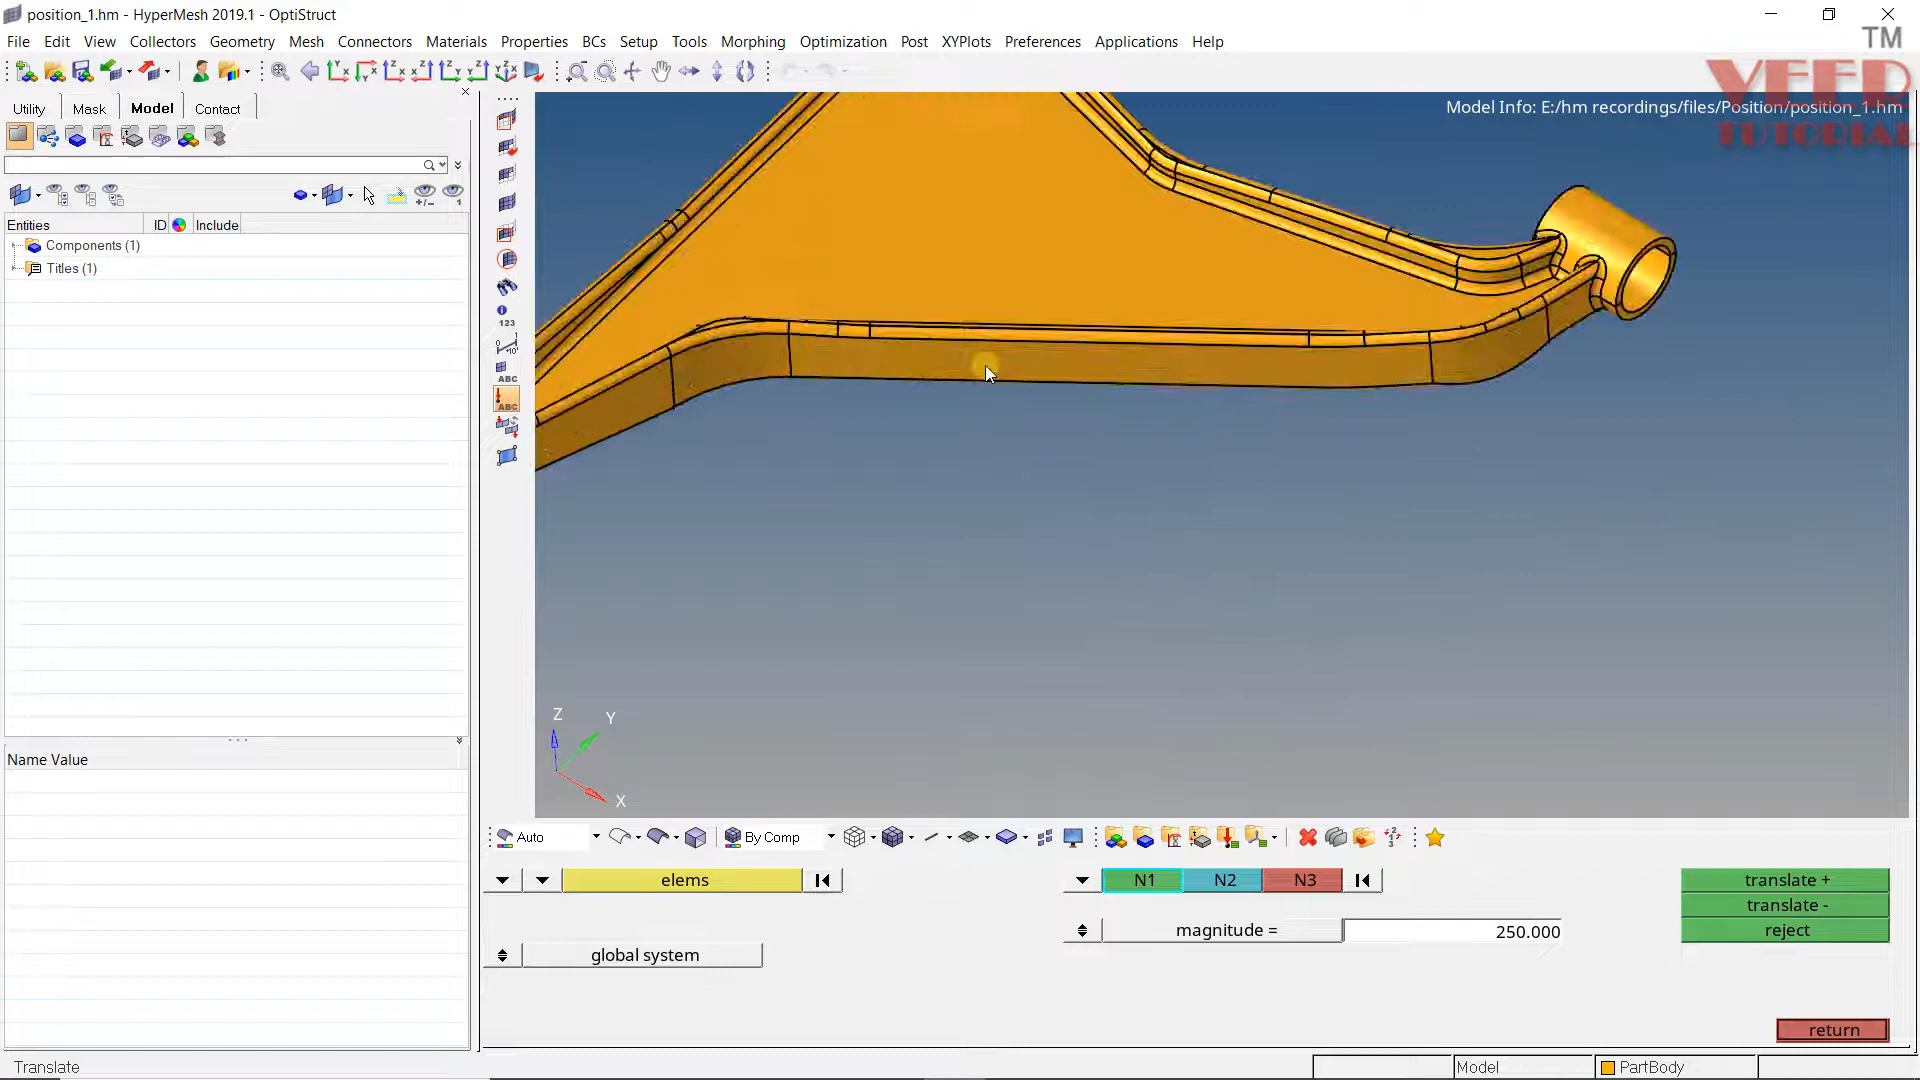 position_1.hm - HyperMesh 2019.1 - OptiStruct
File Edit View Collectors Geometry Mesh Connectors Materials Properties BCs Setup Tools Morphing Optimization Post XYPlots Preferences Applications Help
TM
VEER
TUTORIAL
Utility Mask Model Contact
Model Info: E:/hm recordings/files/Position/position_1.hm
Entities ID Include
Components (1)
Titles (1)
123
ABC
ABC
Name Value
Z
Y
X
Auto
By Comp
elems
N1 N2 N3
translate +
translate -
magnitude = 250.000
reject
global system
return
Translate
Model
PartBody